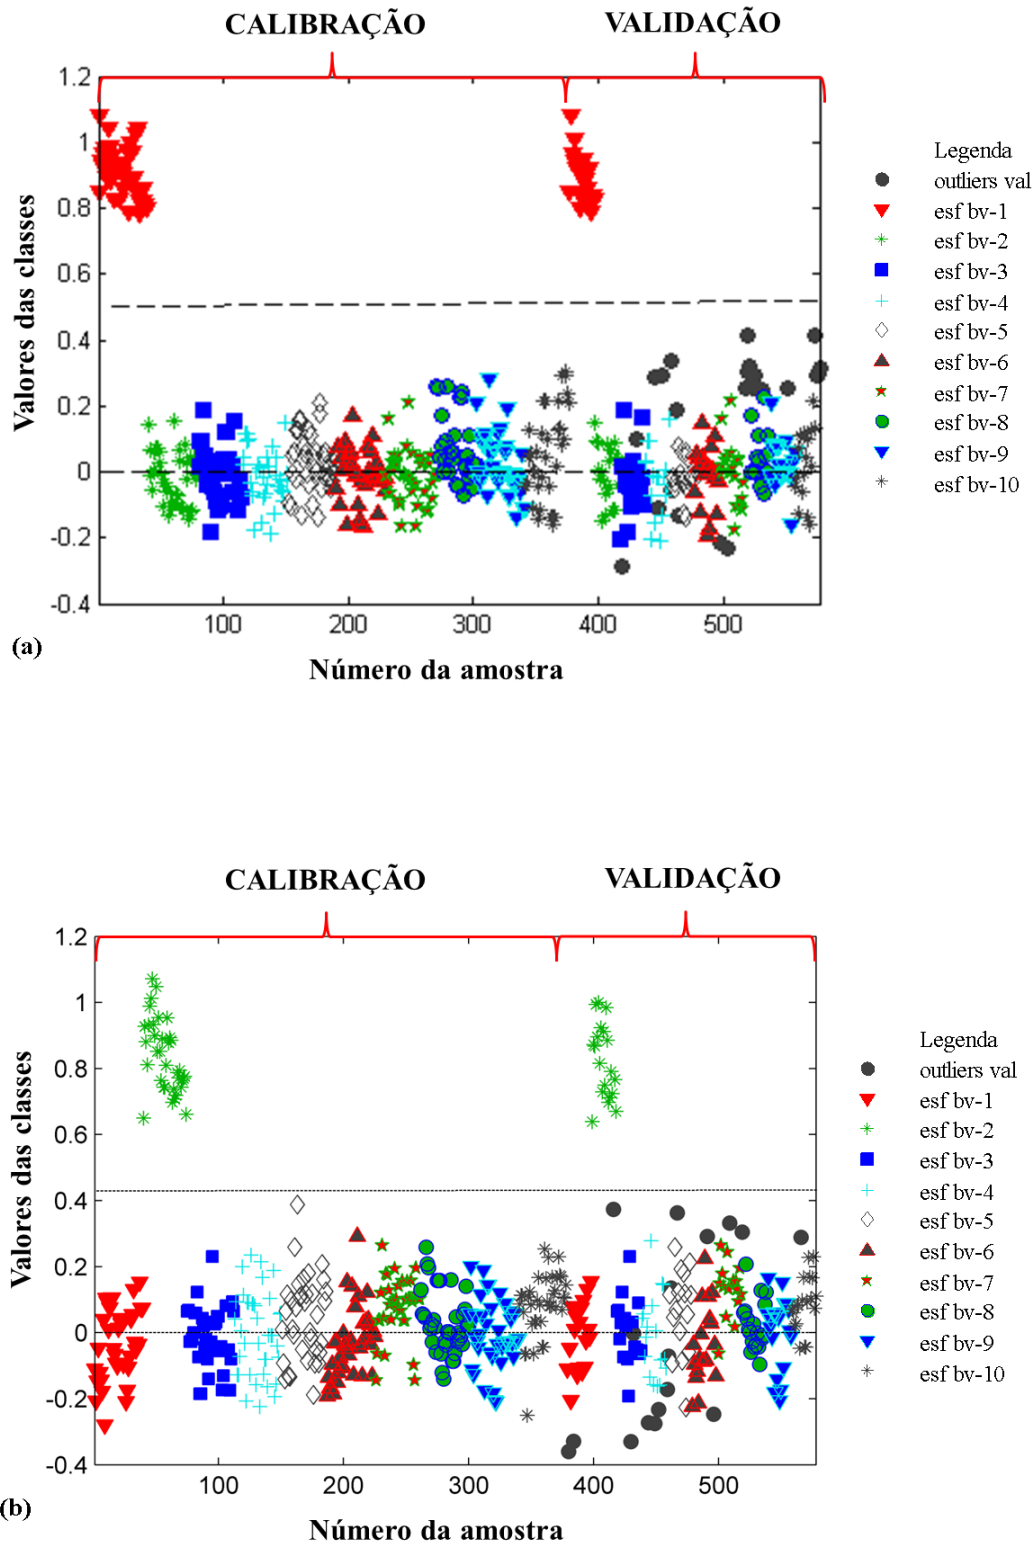 CALIBRAÇÃO VALIDAÇÃO
1.2
1
0.8
0.6
0.4
0.2
0
-0.2
-0.4
Valores das classes
100 200 300 400 500
Número da amostra
(a)
Legenda
outliers val
esf bv-1
esf bv-2
esf bv-3
esf bv-4
esf bv-5
esf bv-6
esf bv-7
esf bv-8
esf bv-9
esf bv-10
CALIBRAÇÃO VALIDAÇÃO
1.2
1
0.8
0.6
0.4
0.2
0
-0.2
-0.4
Valores das classes
100 200 300 400 500
Número da amostra
(b)
Legenda
outliers val
esf bv-1
esf bv-2
esf bv-3
esf bv-4
esf bv-5
esf bv-6
esf bv-7
esf bv-8
esf bv-9
esf bv-10